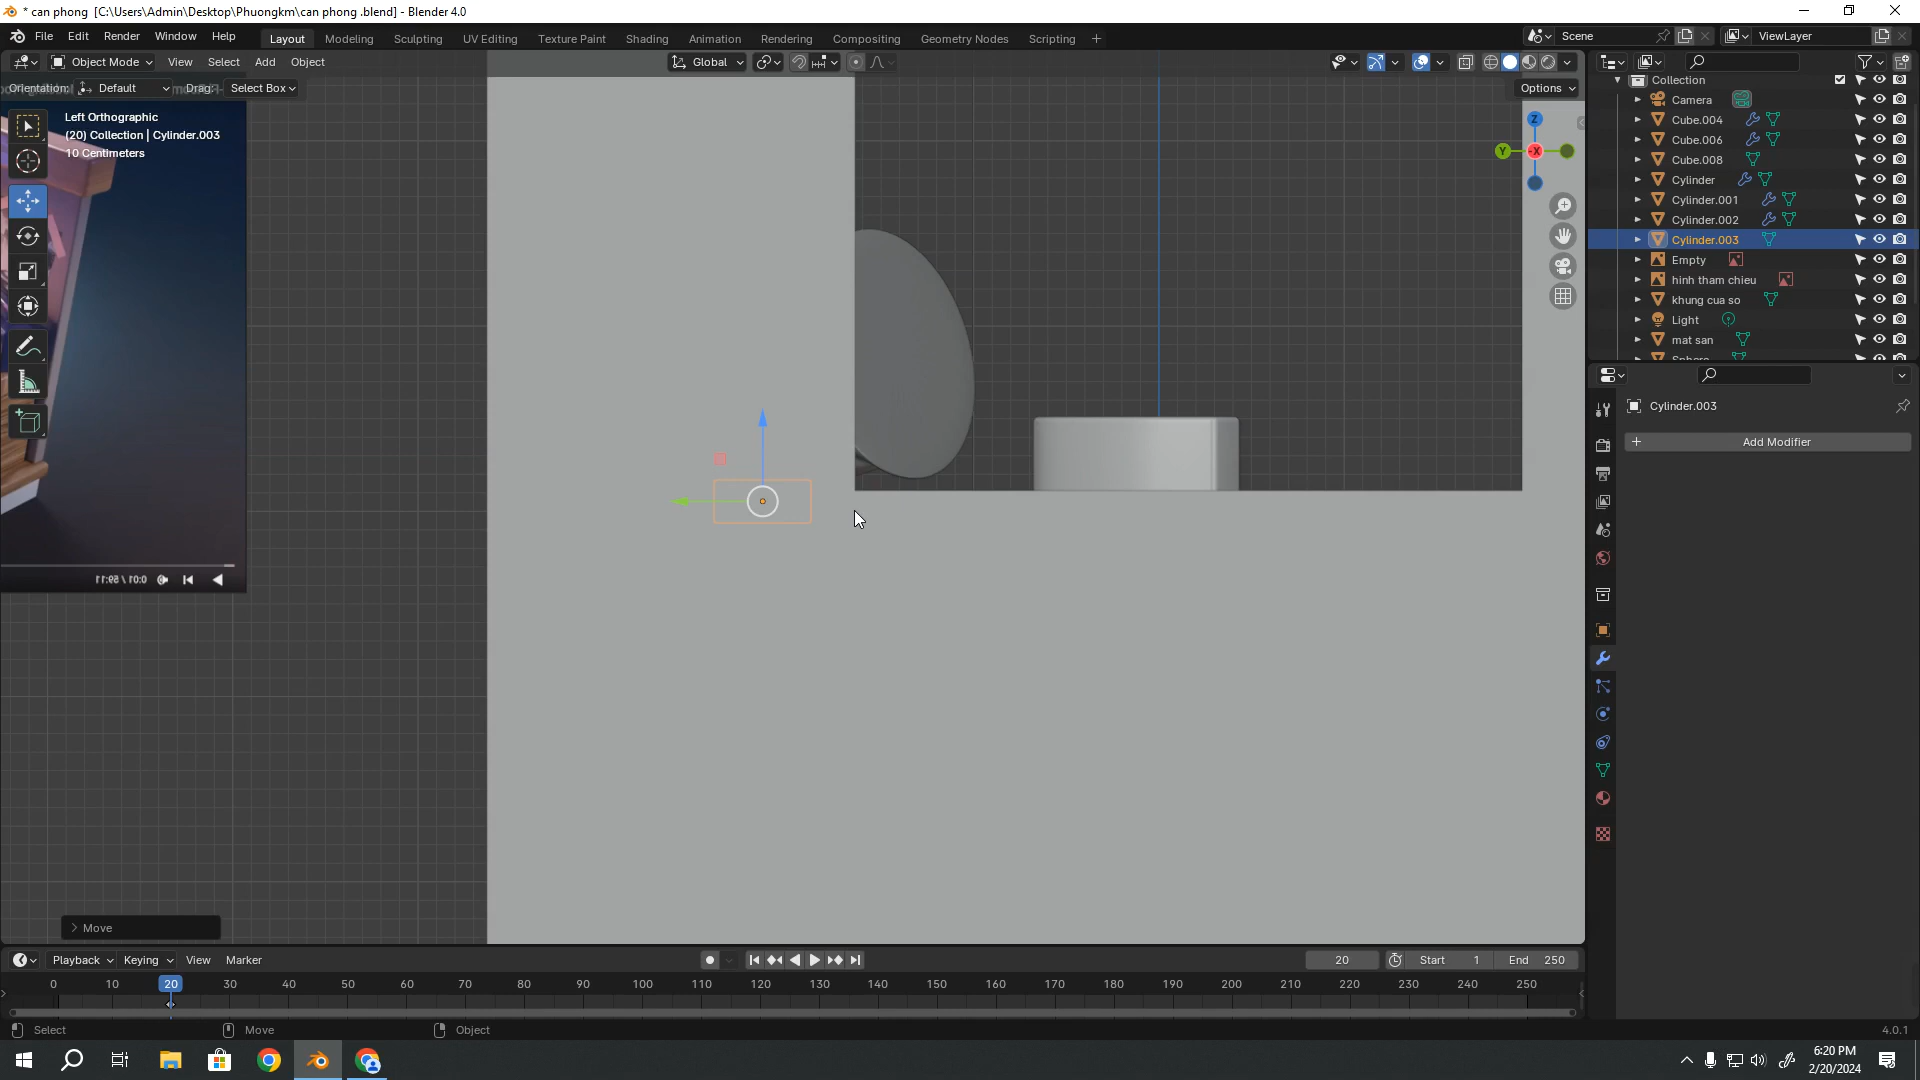 * can phong  [C:\Users\Admin\Desktop\Phuongkm\can phong .blend] - Blender 4.0
File Edit Render Window Help
Layout Modeling Sculpting UV Editing Texture Paint Shading Animation Rendering Compositing Geometry Nodes Scripting +
Scene ViewLayer
Object Mode View Select Add Object
Global
Orientation: Default Drag: Select Box
Options
Left Orthographic
(20) Collection | Cylinder.003
10 Centimeters
Z
Y
-X
Collection
Camera
Cube.004
Cube.006
Cube.008
Cylinder
Cylinder.001
Cylinder.002
Cylinder.003
Empty
hinh tham chieu
khung cua so
Light
mat san
Sphere
Cylinder.003
+ Add Modifier
0:01 / 11:59
> Move
Playback Keying View Marker
20 Start 1 End 250
0 10 20 30 40 50 60 70 80 90 100 110 120 130 140 150 160 170 180 190 200 210 220 230 240 250
Select Move Object
4.0.1
6:20 PM
2/20/2024